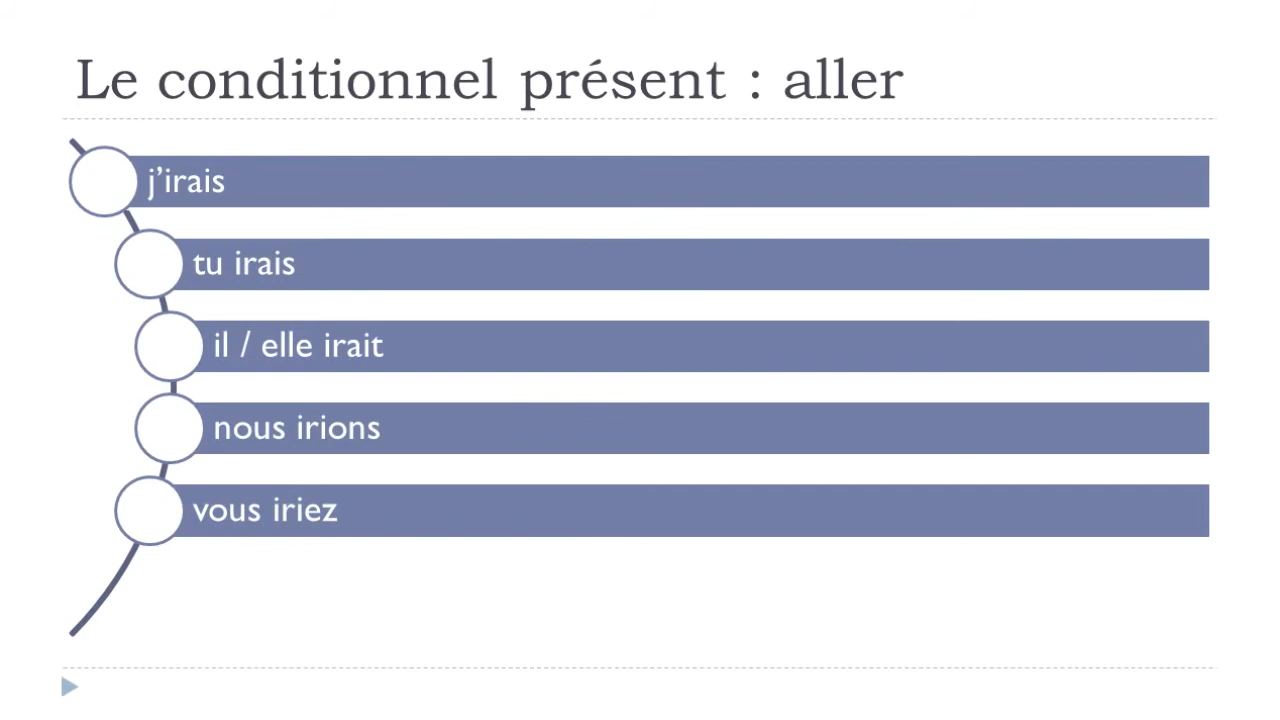 Le conditionnel présent : aller
j’irais
tu irais
il / elle irait
nous irions
vous iriez